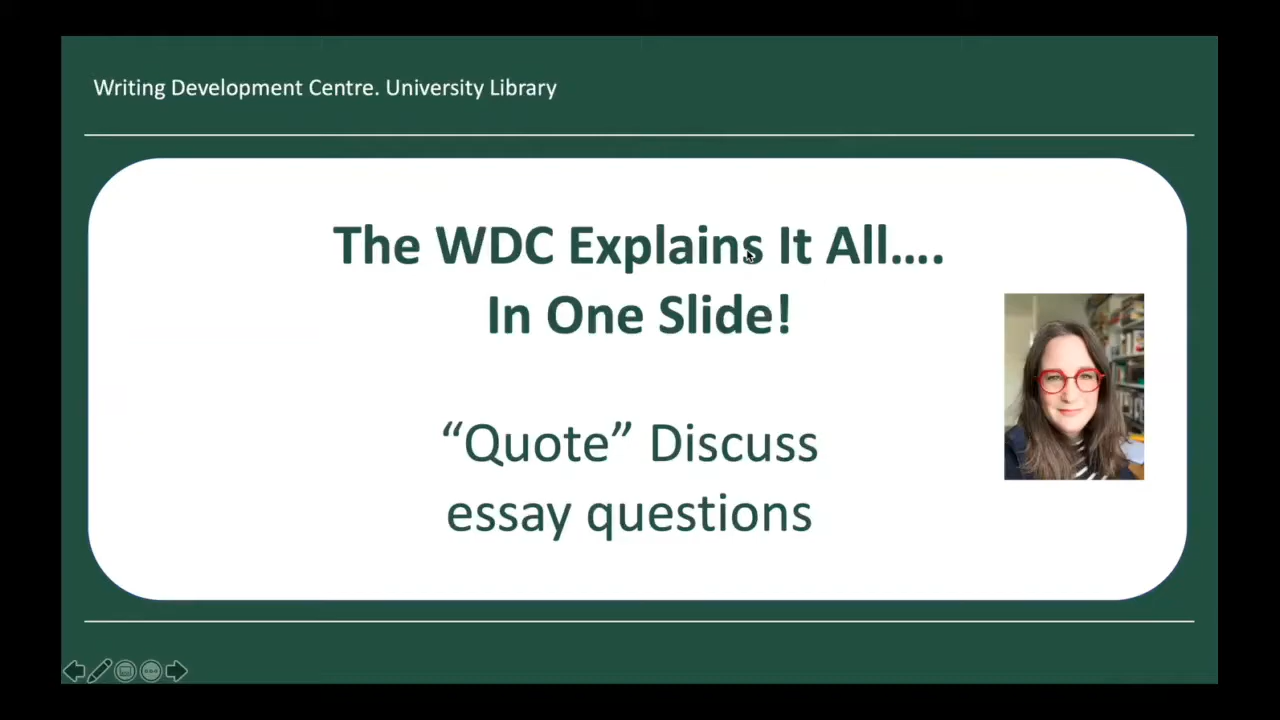 Writing Development Centre. University Library
The WDC Explains It All….
In One Slide!
“Quote” Discuss
essay questions